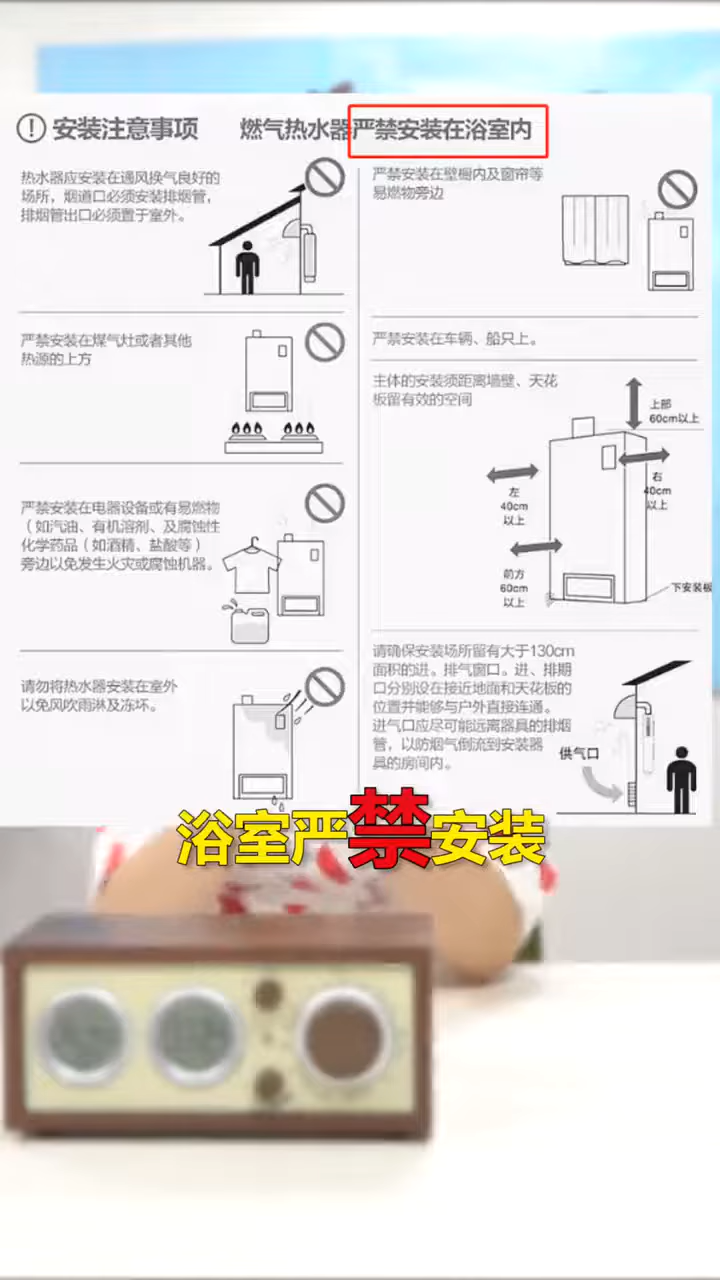 安装注意事项
燃气热水器严禁安装在浴室内
热水器应安装在通风换气良好的
场所，烟道口必须安装排烟管，
排烟管出口必须置于室外。
严禁安装在煤气灶或者其他
热源的上方
严禁安装在电器设备或有易燃物
（如汽油、有机溶剂、及腐蚀性
化学药品（如酒精、盐酸等）
旁边以免发生火灾或腐蚀机器。
请勿将热水器安装在室外
以免风吹雨淋及冻坏。
严禁安装在壁橱内及窗帘等
易燃物旁边
严禁安装在车辆、船只上。
主体的安装须距离墙壁、天花
板留有效的空间
上部
60cm以上
左
40cm
以上
右
40cm
以上
前方
60cm
以上
下安装板
请确保安装场所留有大于130cm
面积的进。排气窗口。进、排期
口分别设在接近地面和天花板的
位置并能够与户外直接连通。
进气口应尽可能远离器具的排烟
管，以防烟气倒流到安装器
具的房间内。
供气口
浴室严禁安装